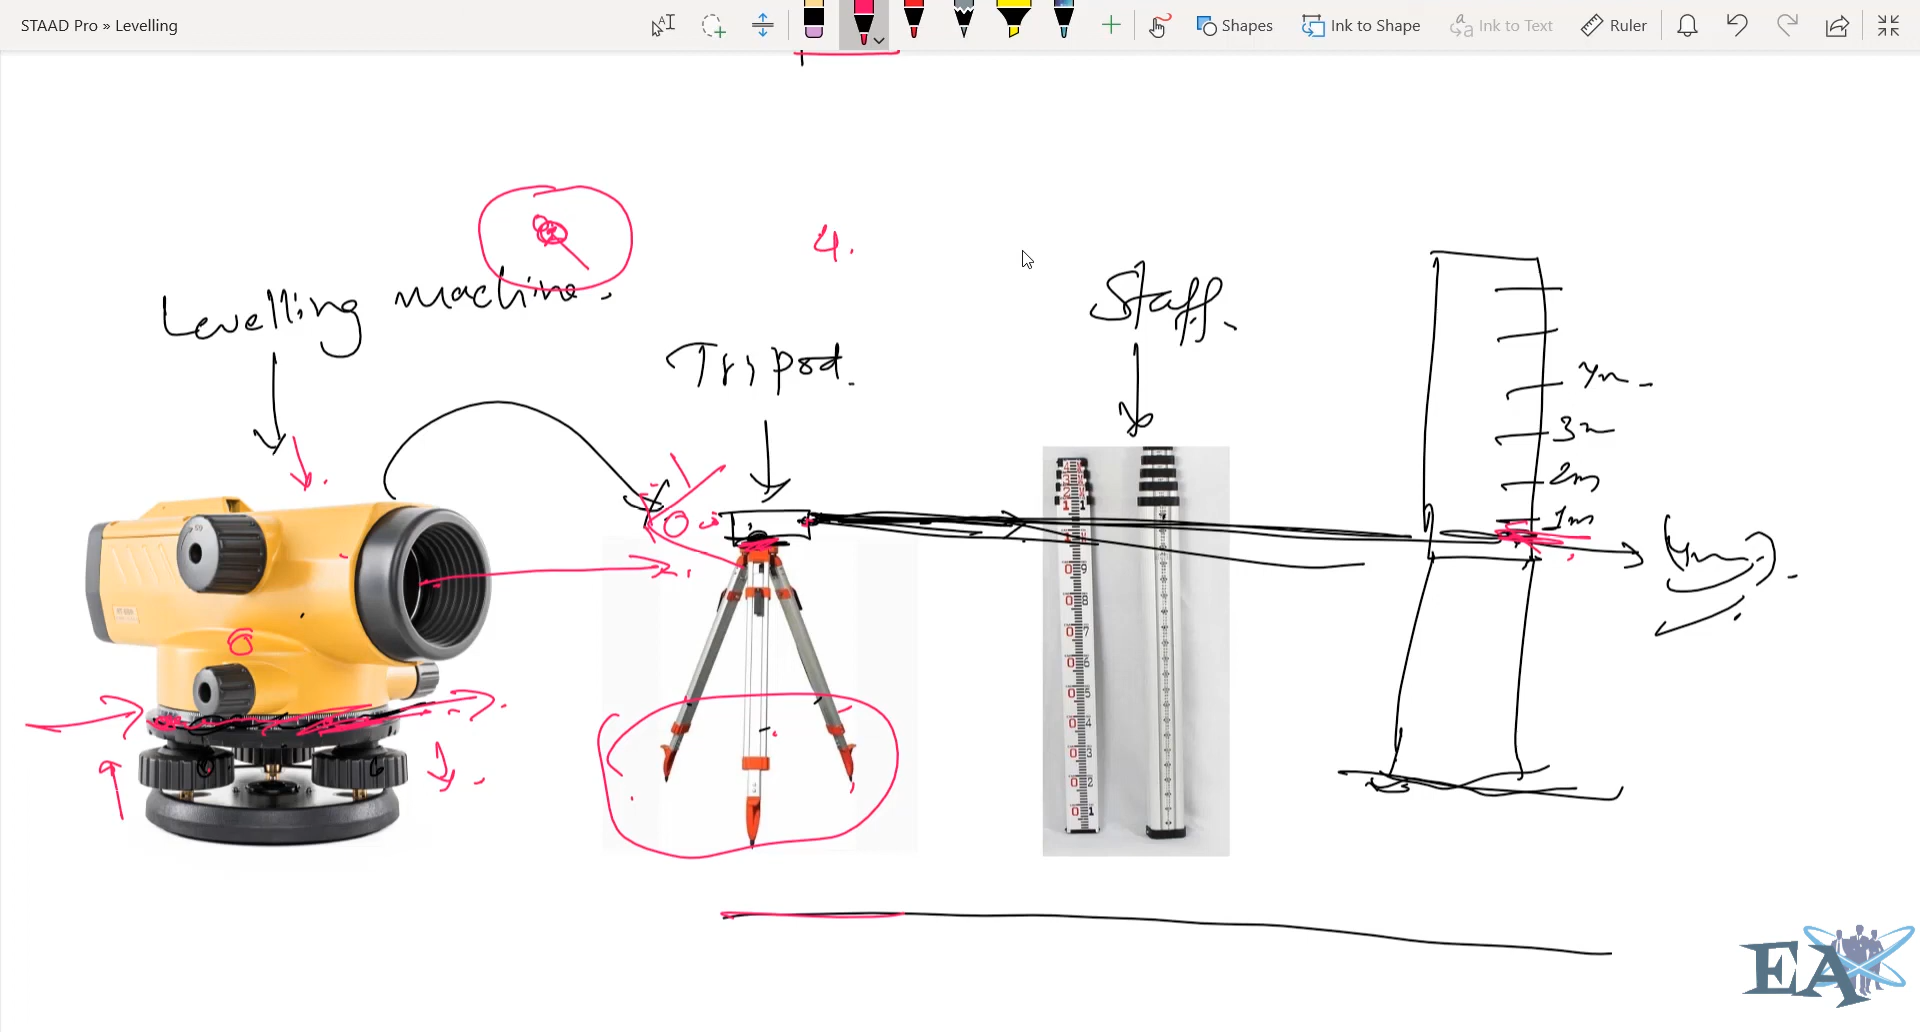 STAAD Pro » Levelling
Shapes
Ink to Shape
Ink to Text
Ruler
4.
Levelling machine.
Staff.
Tripod.
4m
3m
2m
1m
4m
EA